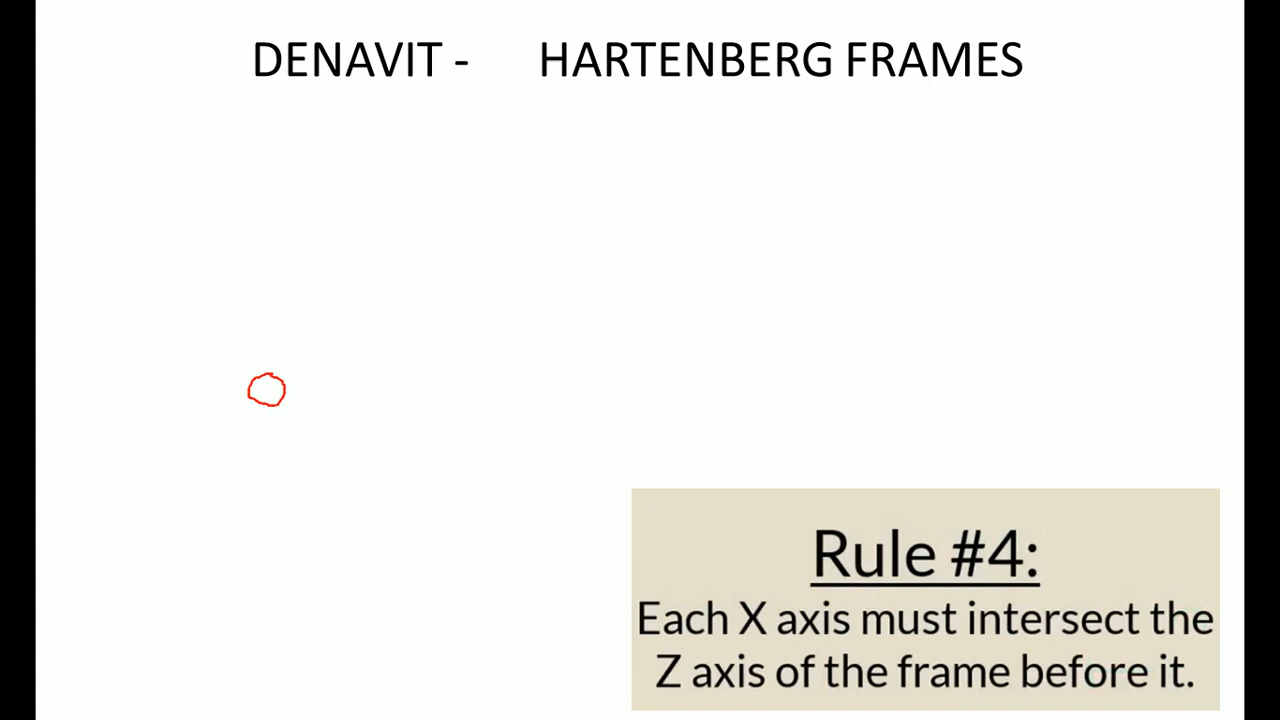 DENAVIT - HARTENBERG FRAMES
Rule #4:
Each X axis must intersect the
Z axis of the frame before it.